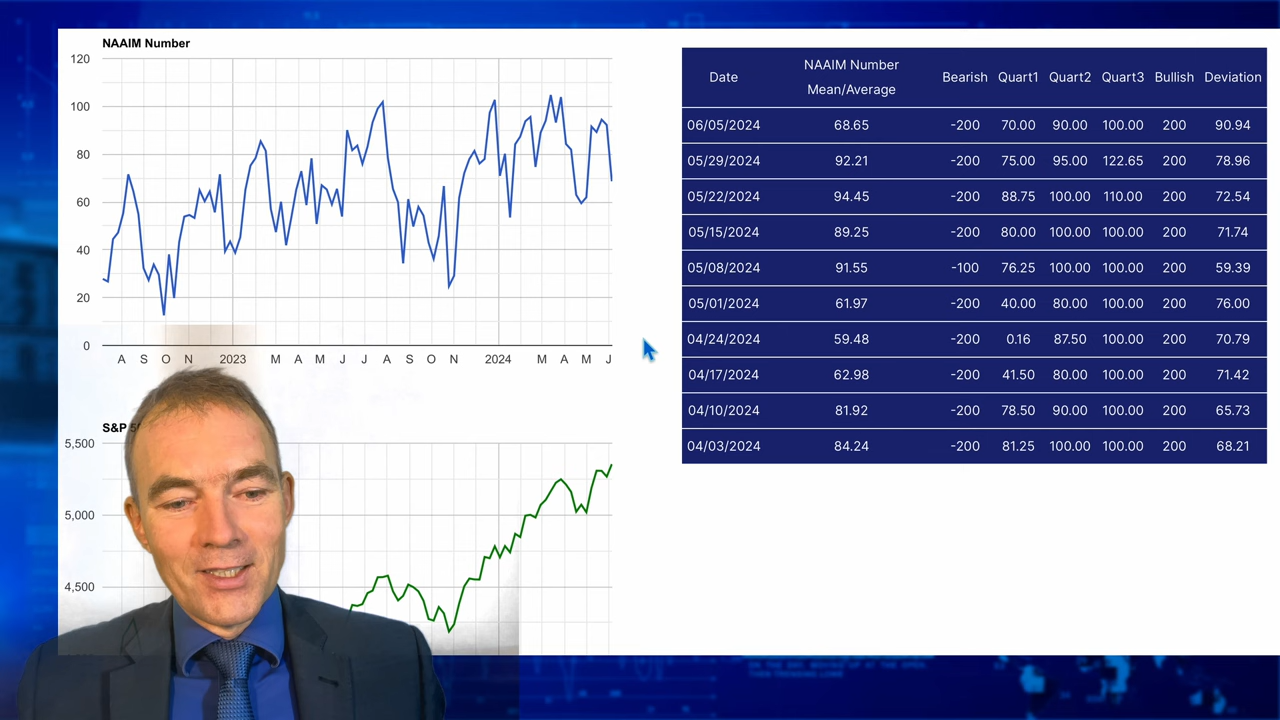 NAAIM Number
120
100
80
60
40
20
0
A S O N 2023 M A M J J A S O N 2024 M A M J
S&P 5
5,500
5,000
4,500
Date NAAIM Number Mean/Average Bearish Quart1 Quart2 Quart3 Bullish Deviation
06/05/2024 68.65 -200 70.00 90.00 100.00 200 90.94
05/29/2024 92.21 -200 75.00 95.00 122.65 200 78.96
05/22/2024 94.45 -200 88.75 100.00 110.00 200 72.54
05/15/2024 89.25 -200 80.00 100.00 100.00 200 71.74
05/08/2024 91.55 -100 76.25 100.00 100.00 200 59.39
05/01/2024 61.97 -200 40.00 80.00 100.00 200 76.00
04/24/2024 59.48 -200 0.16 87.50 100.00 200 70.79
04/17/2024 62.98 -200 41.50 80.00 100.00 200 71.42
04/10/2024 81.92 -200 78.50 90.00 100.00 200 65.73
04/03/2024 84.24 -200 81.25 100.00 100.00 200 68.21